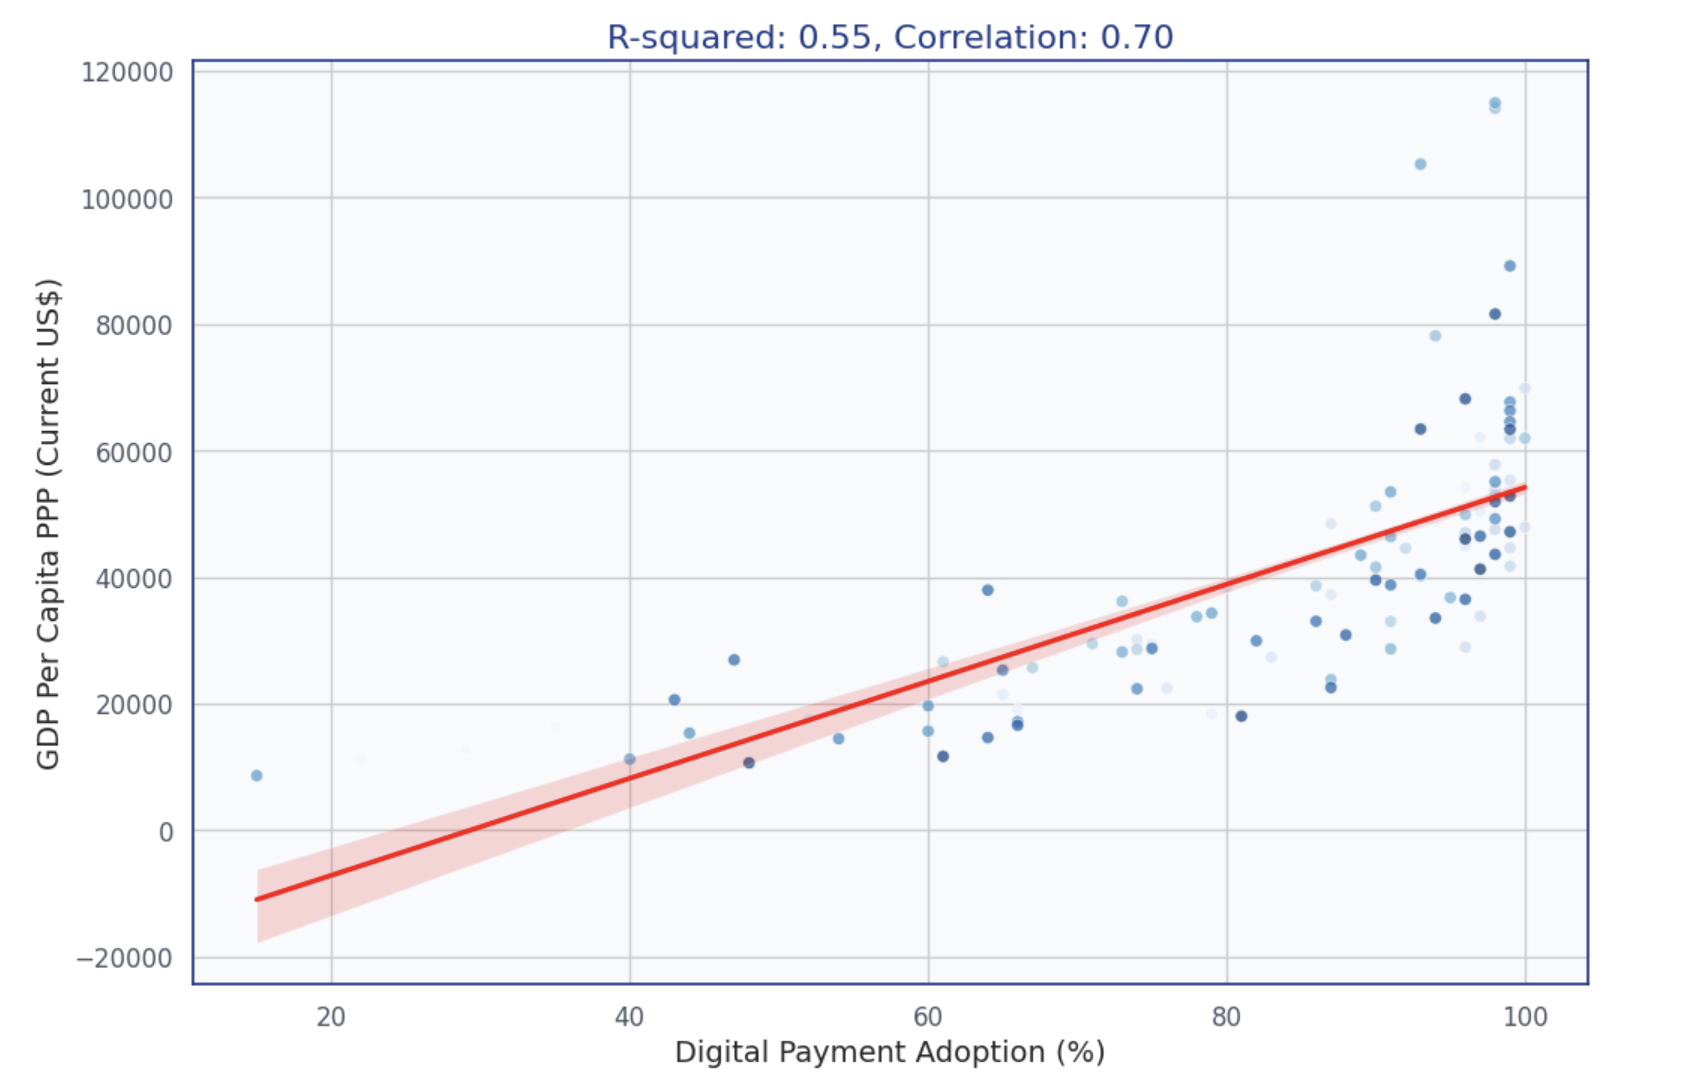 R-squared: 0.55, Correlation: 0.70
120000
100000
80000
60000
40000
20000
0
−20000
GDP Per Capita PPP (Current US$)
20 40 60 80 100
Digital Payment Adoption (%)